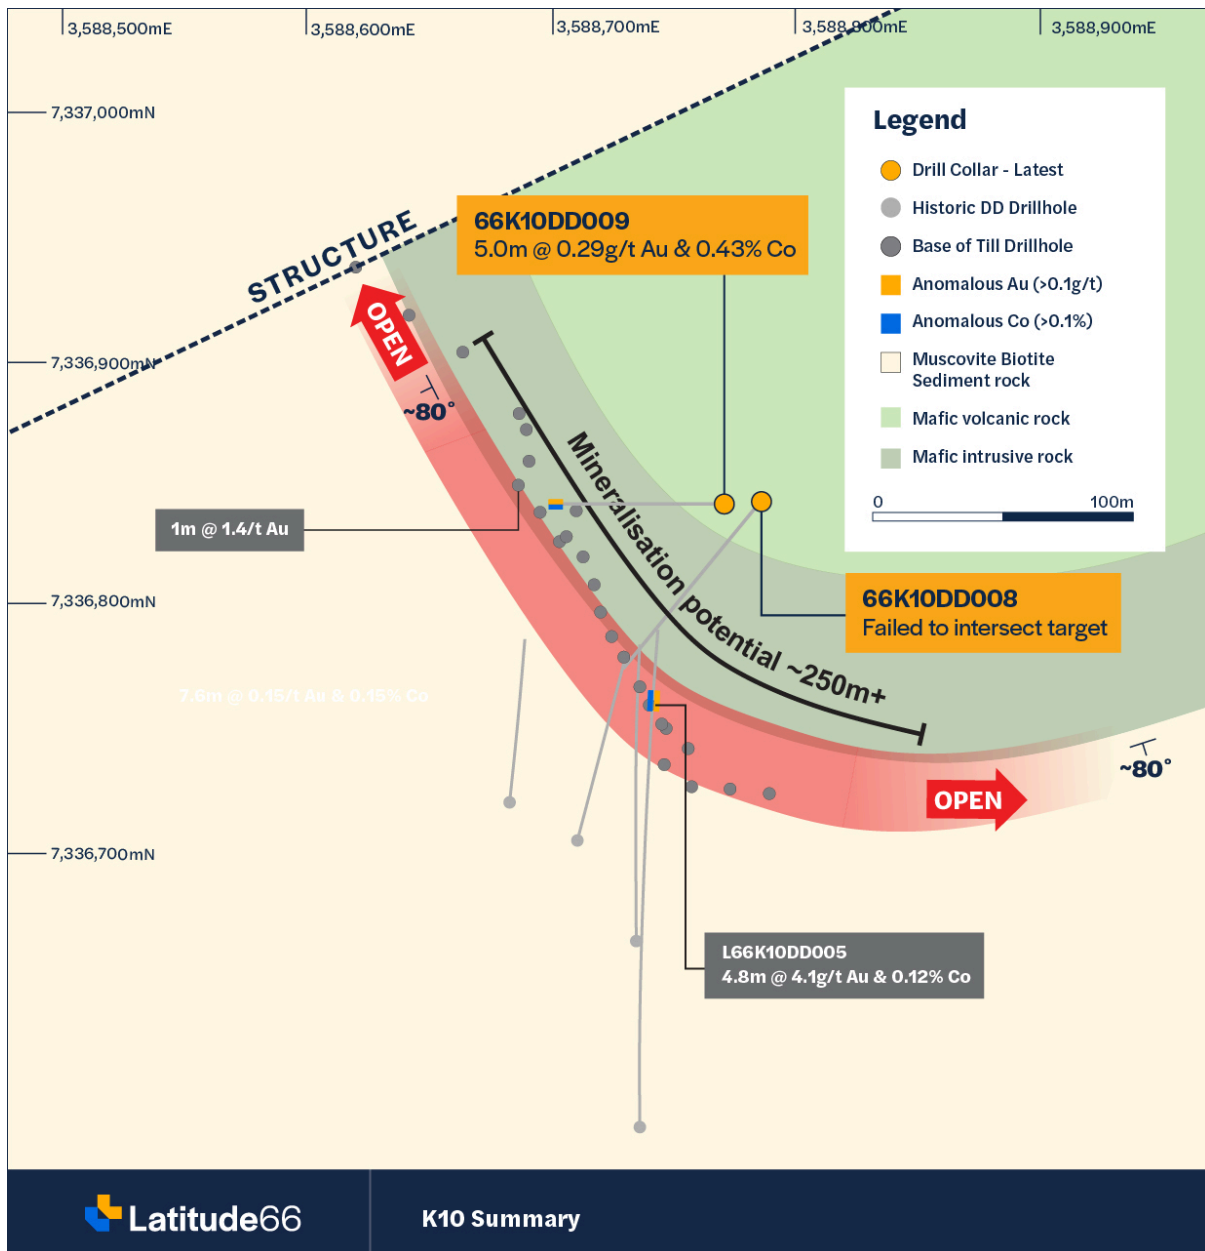 3,588,500mE
3,588,600mE
3,588,700mE
3,588,800mE
3,588,900mE
7,337,000mN
7,336,900mN
7,336,800mN
7,336,700mN
Legend
Drill Collar - Latest
Historic DD Drillhole
Base of Till Drillhole
Anomalous Au (>0.1g/t)
Anomalous Co (>0.1%)
Muscovite Biotite
Sediment rock
Mafic volcanic rock
Mafic intrusive rock
0 100m
STRUCTURE
66K10DD009
5.0m @ 0.29g/t Au & 0.43% Co
OPEN
~80°
Mineralisation potential ~250m+
1m @ 1.4/t Au
66K10DD008
Failed to intersect target
7.6m @ 0.15/t Au & 0.15% Co
~80°
OPEN
L66K10DD005
4.8m @ 4.1g/t Au & 0.12% Co
Latitude66
K10 Summary